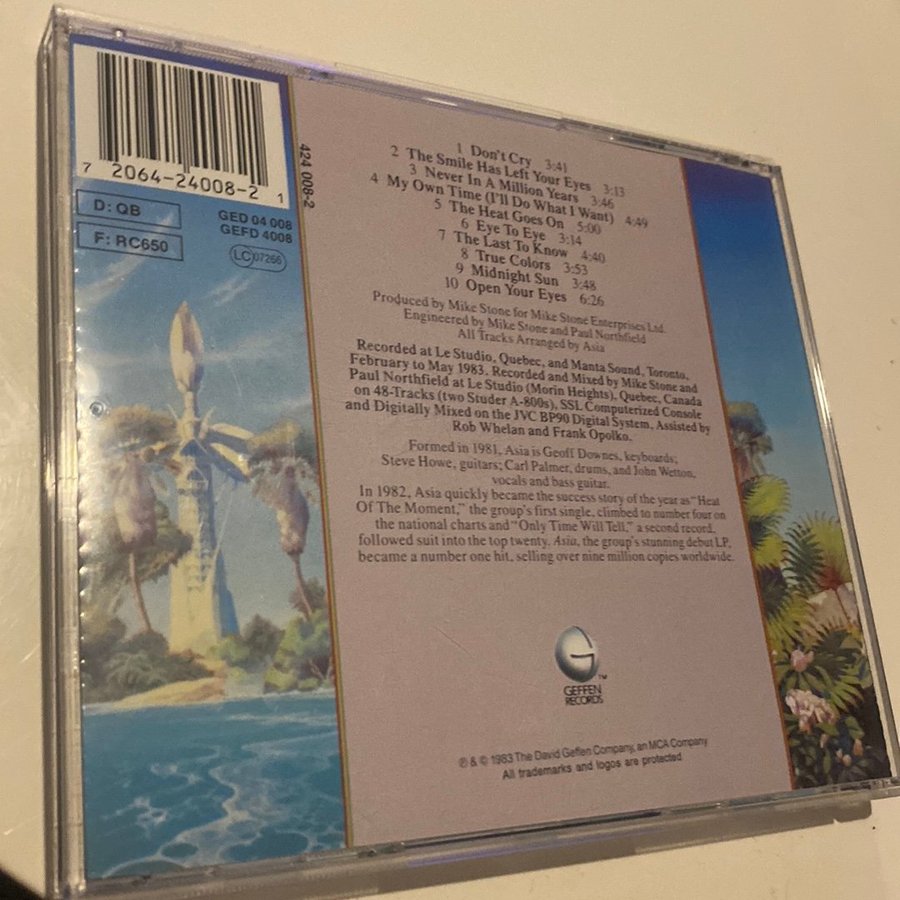 7 2064-24008-2 1
D: QB
F: RC650
GED 04 008
GEFD 4008
LC 07266
424 008-2
1 Don't Cry 3:41
2 The Smile Has Left Your Eyes 3:13
3 Never In A Million Years 3:46
4 My Own Time (I'll Do What I Want) 4:49
5 The Heat Goes On 5:00
6 Eye To Eye 3:14
7 The Last To Know 4:40
8 True Colors 3:53
9 Midnight Sun 3:48
10 Open Your Eyes 6:26
Produced by Mike Stone for Mike Stone Enterprises Ltd.
Engineered by Mike Stone and Paul Northfield
All Tracks Arranged by Asia
Recorded at Le Studio, Quebec, and Manta Sound, Toronto,
February to May 1983. Recorded and Mixed by Mike Stone and
Paul Northfield at Le Studio (Morin Heights), Quebec, Canada
on 48-Tracks (two Studer A-800s), SSL Computerized Console
and Digitally Mixed on the JVC BP90 Digital System, Assisted by
Rob Whelan and Frank Opolko.
Formed in 1981, Asia is Geoff Downes, keyboards;
Steve Howe, guitars; Carl Palmer, drums, and John Wetton,
vocals and bass guitar.
In 1982, Asia quickly became the success story of the year as "Heat
Of The Moment," the group's first single, climbed to number four on
the national charts and "Only Time Will Tell," a second record,
followed suit into the top twenty. Asia, the group's stunning debut LP,
became a number one hit, selling over nine million copies worldwide.
G
™
GEFFEN
RECORDS
℗ & © 1983 The David Geffen Company, an MCA Company
All trademarks and logos are protected